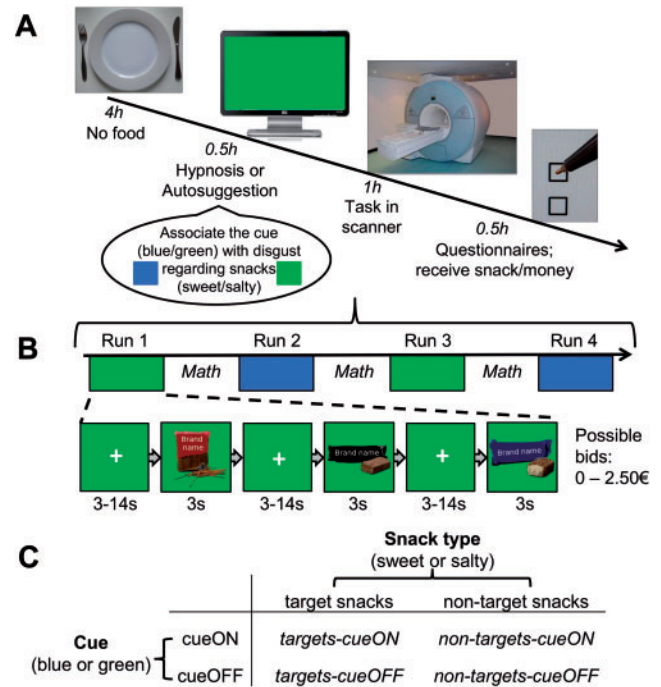 A
4h
No food
0.5h
Hypnosis or
Autosuggestion
1h
Task in
scanner
0.5h
Questionnaires;
receive snack/money
Associate the cue
(blue/green) with disgust
regarding snacks
(sweet/salty)
B
Run 1
Run 2
Run 3
Run 4
Math
Math
Math
+
Brand
name
+
Brand name
+
Brand name
Possible
bids:
0 – 2.50€
3-14s
3s
3-14s
3s
3-14s
3s
C
Snack type
(sweet or salty)
target snacks
non-target snacks
Cue
(blue or green)
cueON
targets-cueON
non-targets-cueON
cueOFF
targets-cueOFF
non-targets-cueOFF